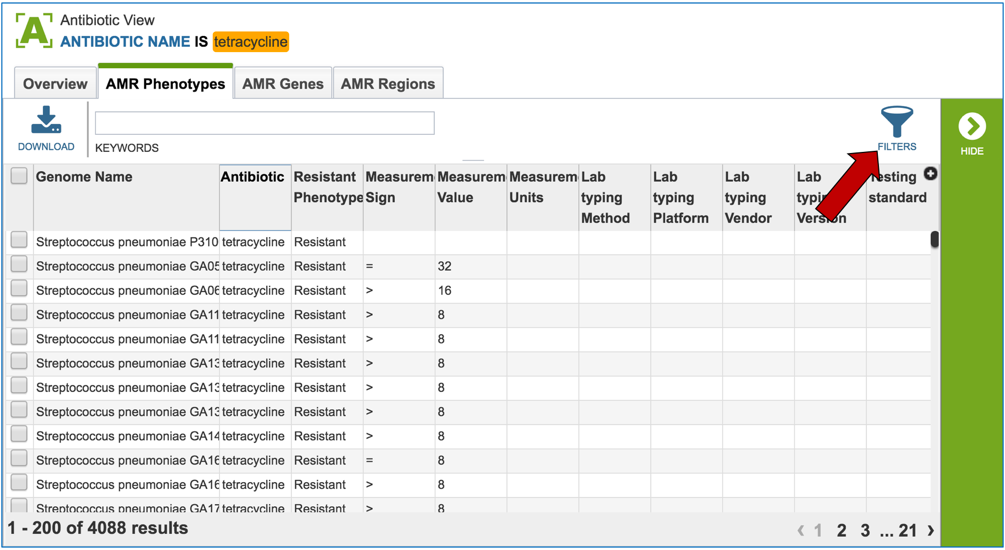 Antibiotic View
ANTIBIOTIC NAME IS tetracycline
Overview AMR Phenotypes AMR Genes AMR Regions
DOWNLOAD KEYWORDS FILTERS HIDE
Genome Name Antibiotic Resistant Phenotype Measurem Sign Measurem Value Measurem Units Lab typing Method Lab typing Platform Lab typing Vendor Lab typing Version Testing standard
Streptococcus pneumoniae P310 tetracycline Resistant
Streptococcus pneumoniae GA05 tetracycline Resistant = 32
Streptococcus pneumoniae GA06 tetracycline Resistant > 16
Streptococcus pneumoniae GA11 tetracycline Resistant > 8
Streptococcus pneumoniae GA11 tetracycline Resistant > 8
Streptococcus pneumoniae GA13 tetracycline Resistant > 8
Streptococcus pneumoniae GA13 tetracycline Resistant > 8
Streptococcus pneumoniae GA13 tetracycline Resistant > 8
Streptococcus pneumoniae GA14 tetracycline Resistant > 8
Streptococcus pneumoniae GA16 tetracycline Resistant = 8
Streptococcus pneumoniae GA16 tetracycline Resistant > 8
Streptococcus pneumoniae GA17 tetracycline Resistant > 8
1 - 200 of 4088 results ‹ 1 2 3 ... 21 ›